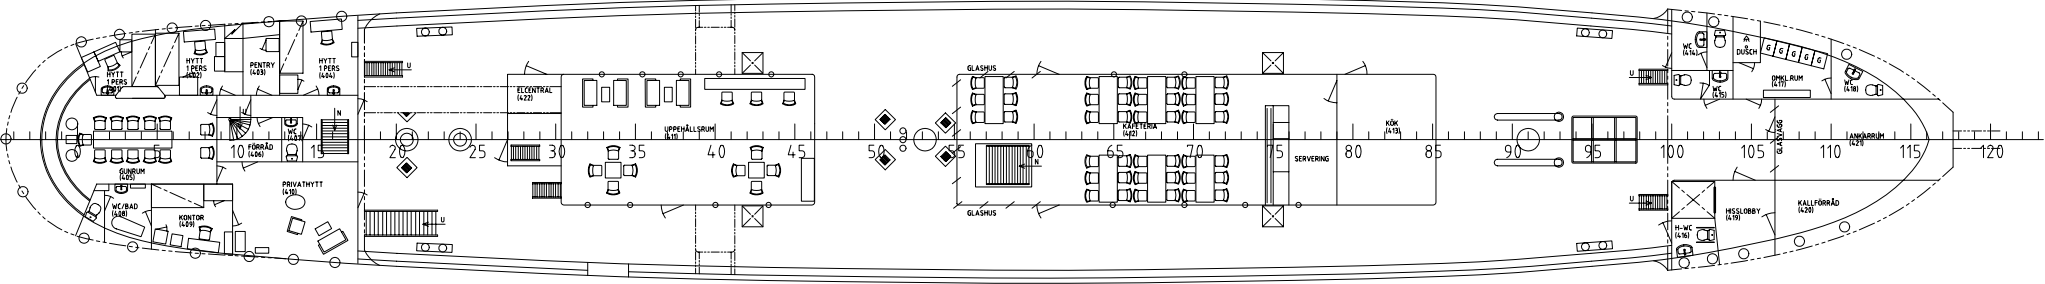 HYTT
1 PERS
(401)
HYTT
1 PERS
(402)
PENTRY
(403)
HYTT
1 PERS
(404)
GUNRUM
(405)
FÖRRÅD
(406)
WC
(407)
WC/BAD
(408)
KONTOR
(409)
PRIVATHYTT
(410)
U
N
U
U
ELCENTRAL
(422)
UPPEHÅLLSRUM
(411)
GLASHUS
GLASHUS
KAFETERIA
(412)
N
SERVERING
KÖK
(413)
U
U
WC
(414)
WC
(415)
DUSCH
G G G G G
OMKL.RUM
(417)
WC
(418)
GLASVÄGG
ANKARRUM
(421)
HISSLOBBY
(419)
H-WC
(416)
KALLFÖRRÅD
(420)
5 10 15 20 25 30 35 40 45 50 55 60 65 70 75 80 85 90 95 100 105 110 115 120